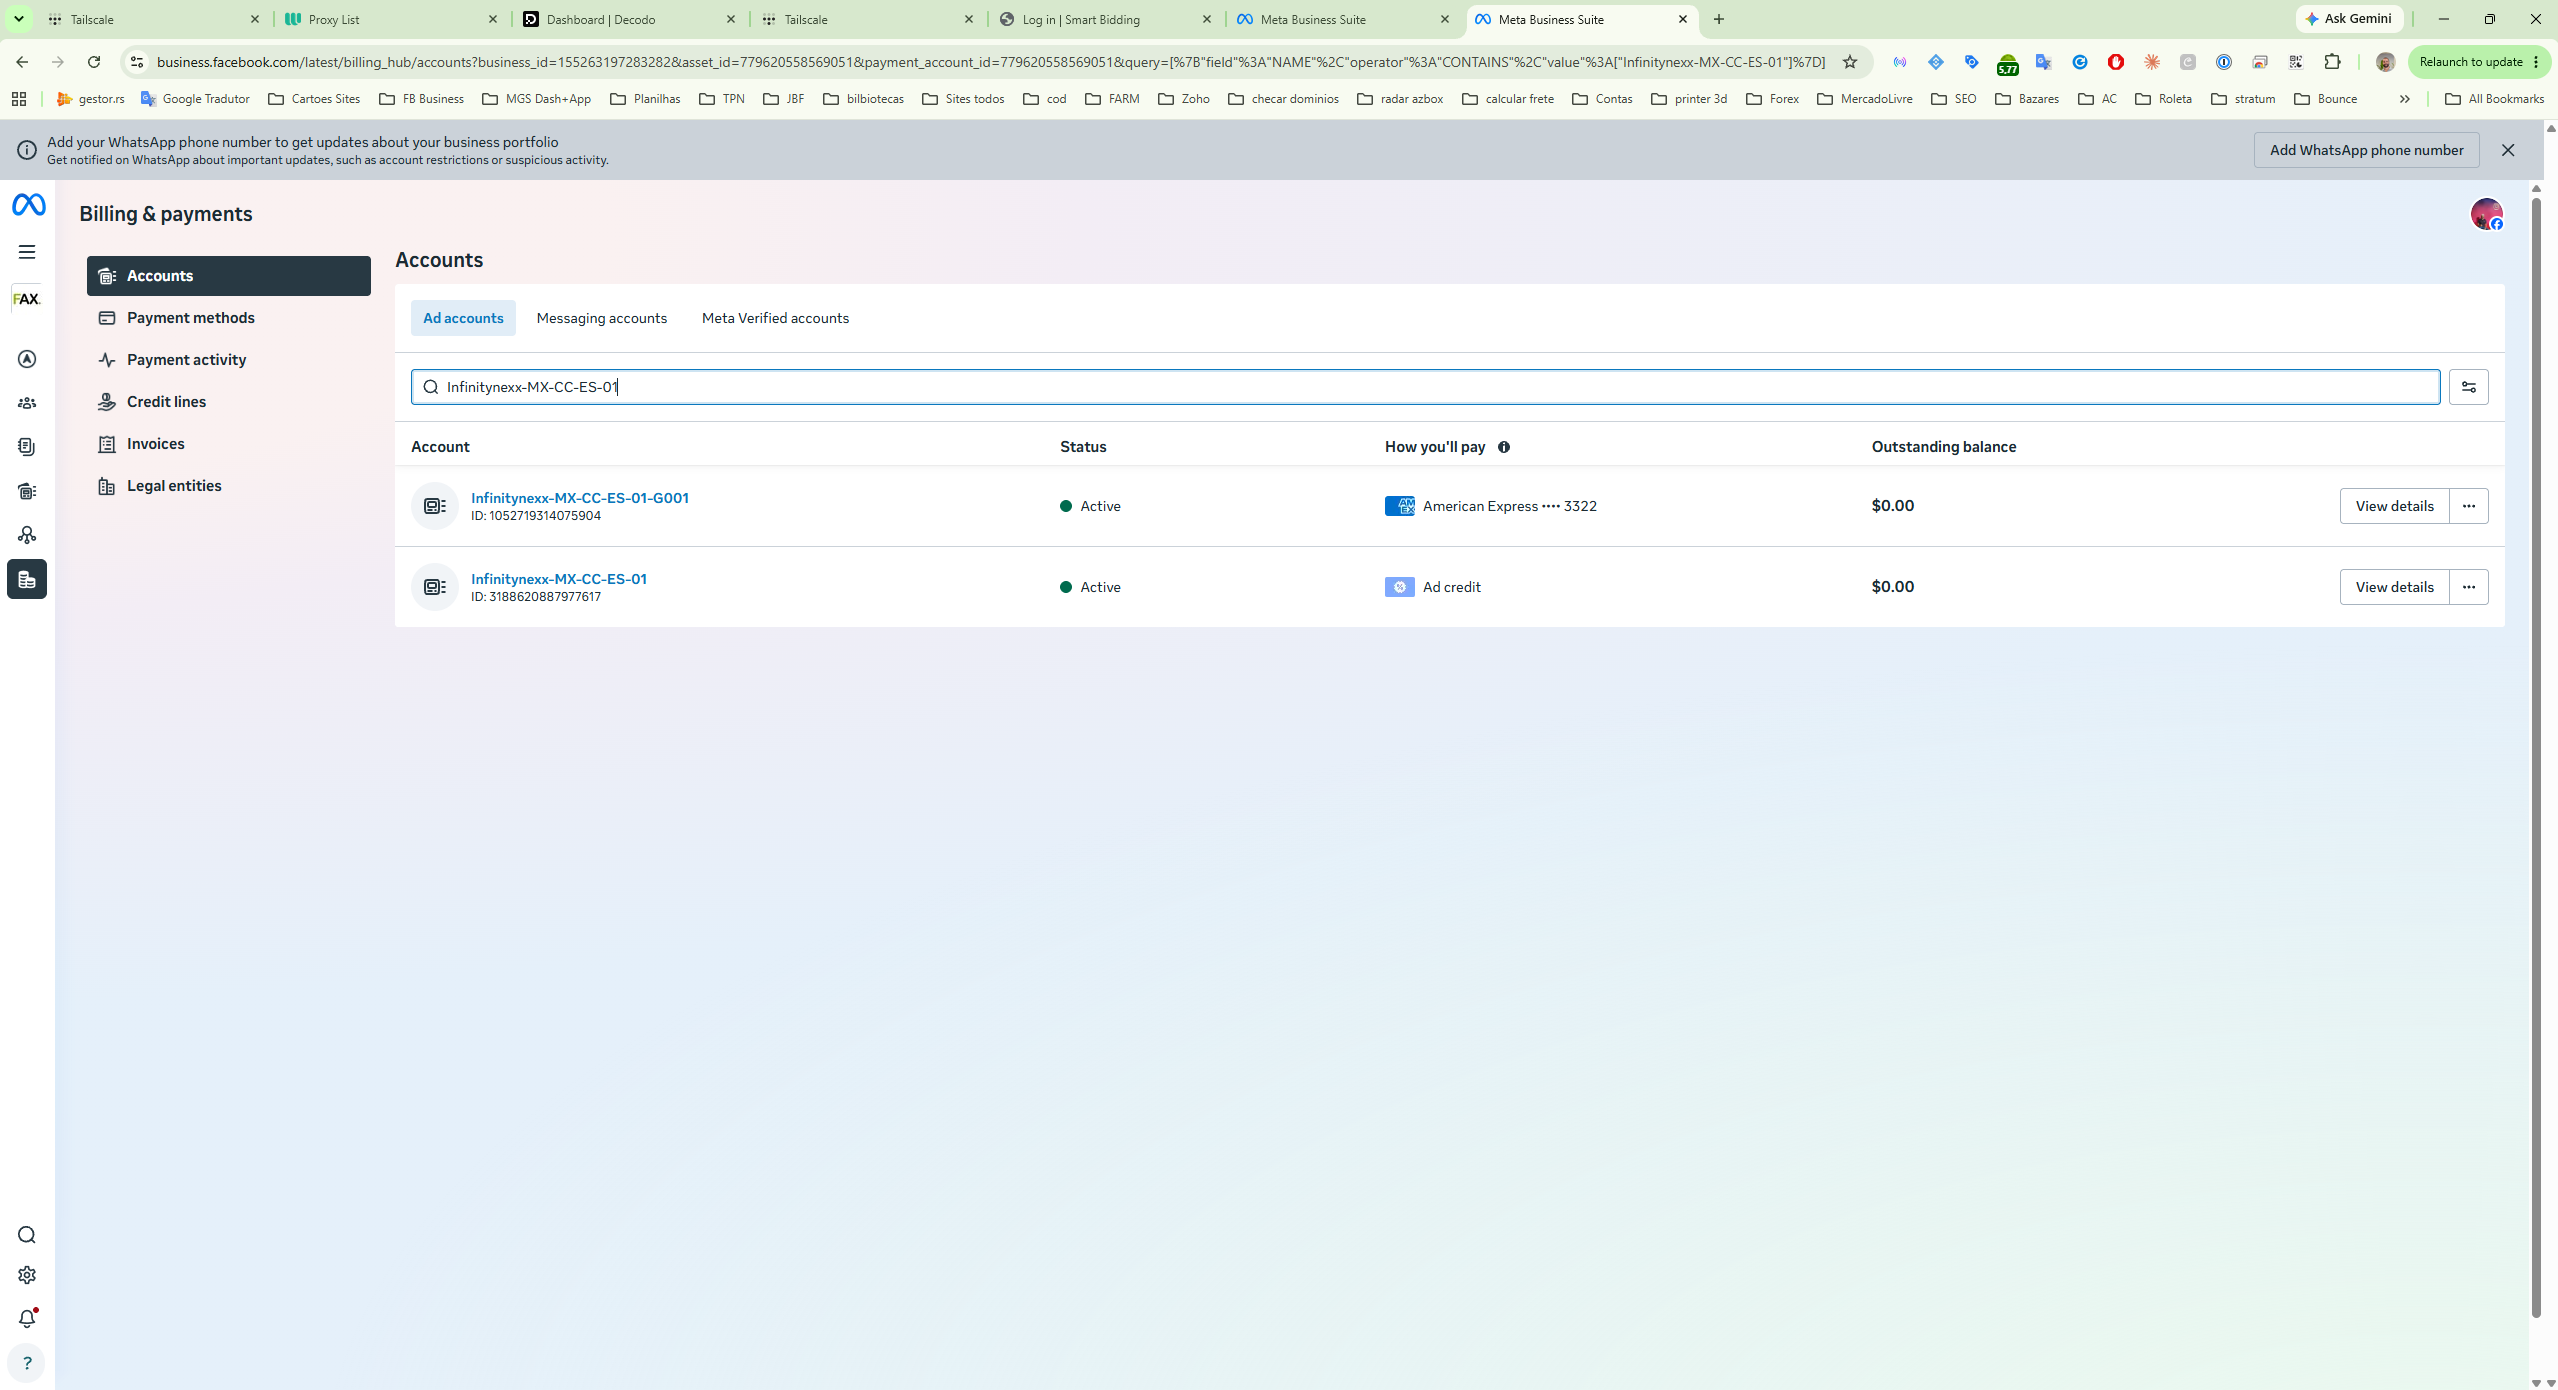 Tailscale
Proxy List
Dashboard | Decodo
Tailscale
Log in | Smart Bidding
Meta Business Suite
Meta Business Suite
Ask Gemini
business.facebook.com/latest/billing_hub/accounts?business_id=155263197283282&asset_id=779620558569051&payment_account_id=779620558569051&query=[%7B"field"%3A"NAME"%2C"operator"%3A"CONTAINS"%2C"value"%3A["Infinitynexx-MX-CC-ES-01"]%7D]
5,77
Relaunch to update
gestor.rs
Google Tradutor
Cartoes Sites
FB Business
MGS Dash+App
Planilhas
TPN
JBF
bilbiotecas
Sites todos
cod
FARM
Zoho
checar dominios
radar azbox
calcular frete
Contas
printer 3d
Forex
MercadoLivre
SEO
Bazares
AC
Roleta
stratum
Bounce
All Bookmarks
Add your WhatsApp phone number to get updates about your business portfolio
Get notified on WhatsApp about important updates, such as account restrictions or suspicious activity.
Add WhatsApp phone number
Billing & payments
FAX.
Accounts
Payment methods
Payment activity
Credit lines
Invoices
Legal entities
Accounts
Ad accounts
Messaging accounts
Meta Verified accounts
Infinitynexx-MX-CC-ES-01
Account
Status
How you'll pay
Outstanding balance
Infinitynexx-MX-CC-ES-01-G001
ID: 1052719314075904
Active
AM
EX
American Express •••• 3322
$0.00
View details
Infinitynexx-MX-CC-ES-01
ID: 3188620887977617
Active
Ad credit
$0.00
View details
?